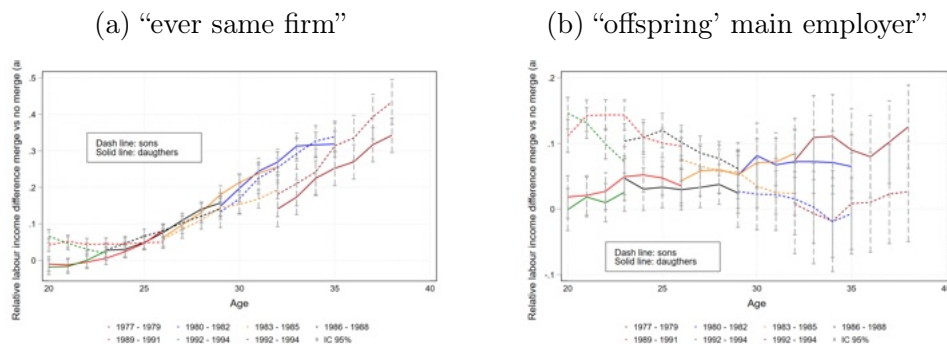 (a) “ever same firm”
(b) “offspring’ main employer”
Relative labour income difference vs no merge (a
.5
.4
.3
.2
.1
0
Dash line: sons
Solid line: daugthers
20 25 30 35 40
Age
1977 - 1979 1980 - 1982 1983 - 1985 1986 - 1988
1989 - 1991 1992 - 1994 1992 - 1994 IC 95%
Relative labour income difference vs no merge (a
.2
.1
0
-.1
Dash line: sons
Solid line: daugthers
20 25 30 35 40
Age
1977 - 1979 1980 - 1982 1983 - 1985 1986 - 1988
1989 - 1991 1992 - 1994 1992 - 1994 IC 95%